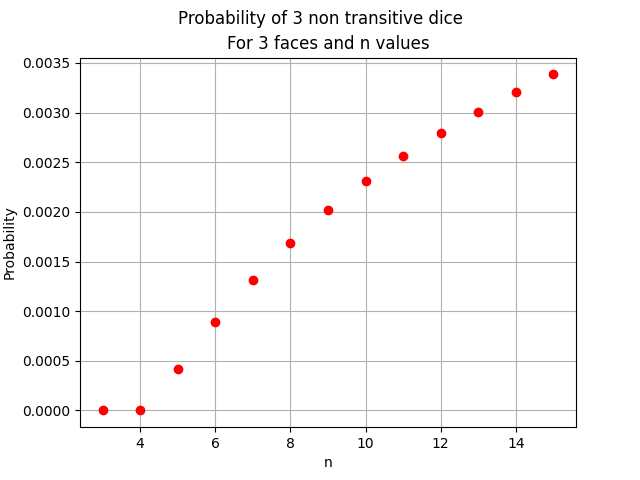 Probability of 3 non transitive dice
For 3 faces and n values
0.0035
0.0030
0.0025
0.0020
0.0015
0.0010
0.0005
0.0000
Probability
4 6 8 10 12 14
n